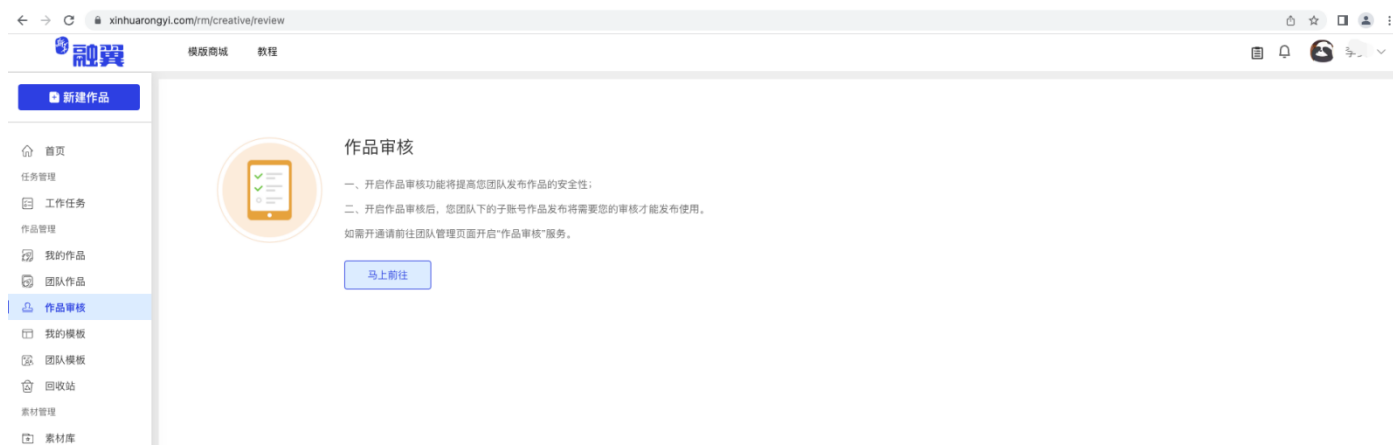 xinhuarongyi.com/rm/creative/review
融翼
模版商城 教程
新建作品
首页
任务管理
工作任务
作品管理
我的作品
团队作品
作品审核
我的模板
团队模板
回收站
素材管理
素材库
作品审核
一、开启作品审核功能将提高您团队发布作品的安全性；
二、开启作品审核后，您团队下的子账号作品发布将需要您的审核才能发布使用。
如需开通请前往团队管理页面开启“作品审核”服务。
马上前往